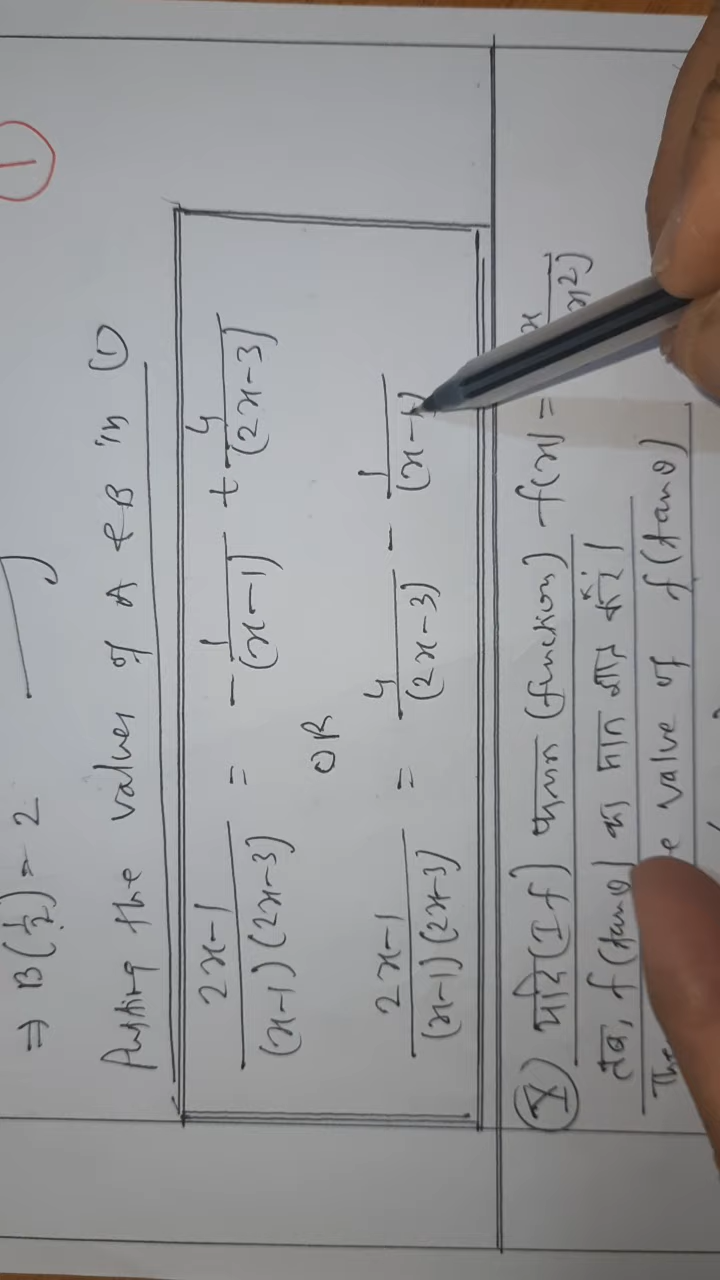 1
⇒ B(1/2) = 2
Putting the values of A & B in (1)
2x-1/(x-1)(2x-3) = -1/(x-1) + 4/(2x-3)
OR
2x-1/(x-1)(2x-3) = 4/(2x-3) - 1/(x-1)
(X) यदि (If) फलन (function) f(x) = x
x²)
तब, f(tanθ) का मान ज्ञात करें।
value of f(tanθ)